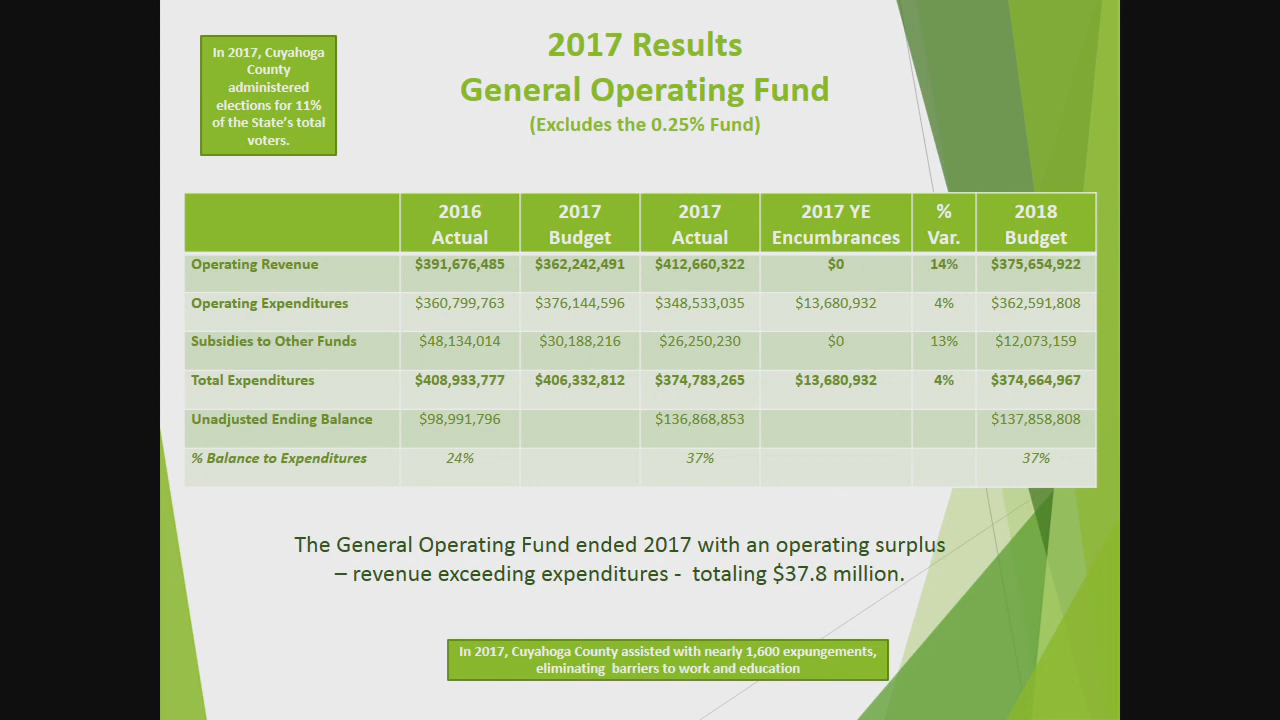 In 2017, Cuyahoga
County
administered
elections for 11%
of the State's total
voters.
2017 Results
General Operating Fund
(Excludes the 0.25% Fund)
2016 Actual 2017 Budget 2017 Actual 2017 YE Encumbrances % Var. 2018 Budget
Operating Revenue $391,676,485 $362,242,491 $412,660,322 $0 14% $375,654,922
Operating Expenditures $360,799,763 $376,144,596 $348,533,035 $13,680,932 4% $362,591,808
Subsidies to Other Funds $48,134,014 $30,188,216 $26,250,230 $0 13% $12,073,159
Total Expenditures $408,933,777 $406,332,812 $374,783,265 $13,680,932 4% $374,664,967
Unadjusted Ending Balance $98,991,796 $136,868,853 $137,858,808
% Balance to Expenditures 24% 37% 37%
The General Operating Fund ended 2017 with an operating surplus
– revenue exceeding expenditures - totaling $37.8 million.
In 2017, Cuyahoga County assisted with nearly 1,600 expungements,
eliminating barriers to work and education